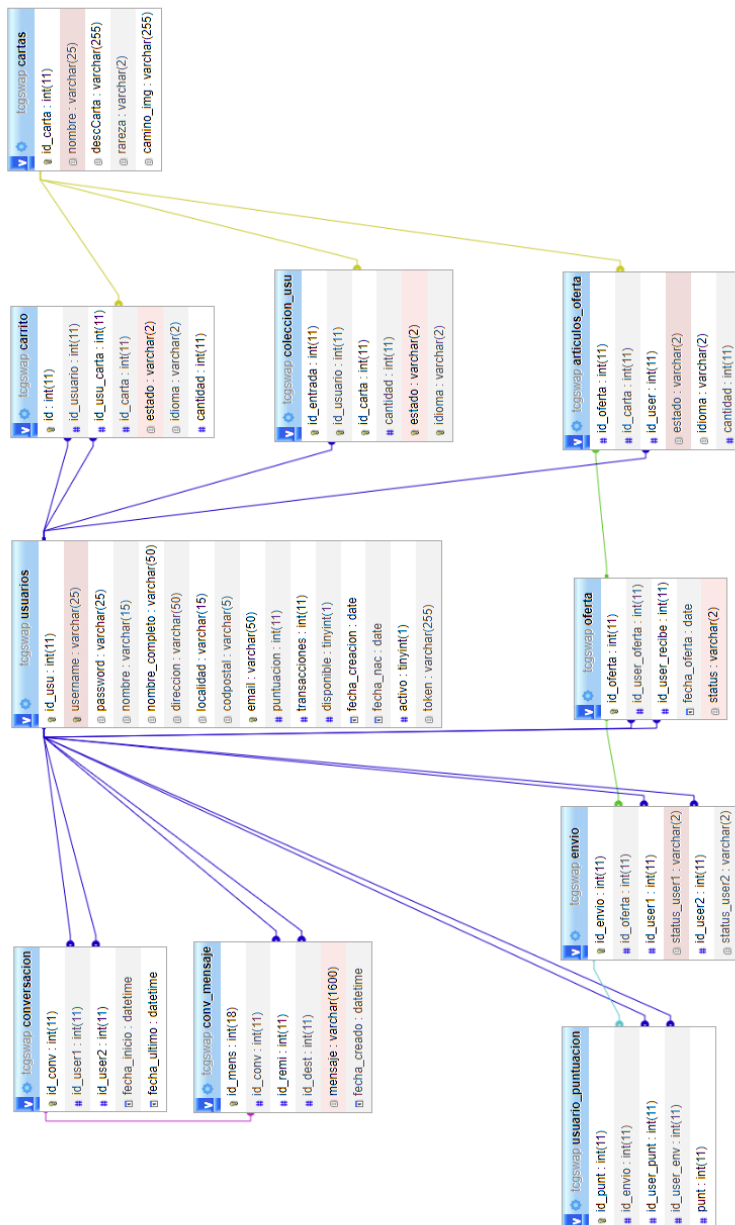 tcgswap cartas
id_carta : int(11)
nombre : varchar(25)
descCarta : varchar(255)
rareza : varchar(2)
camino_img : varchar(255)
tcgswap carrito
id : int(11)
id_usuario : int(11)
id_usu_carta : int(11)
id_carta : int(11)
estado : varchar(2)
idioma : varchar(2)
cantidad : int(11)
tcgswap coleccion_usu
id_entrada : int(11)
id_usuario : int(11)
id_carta : int(11)
cantidad : int(11)
estado : varchar(2)
idioma : varchar(2)
tcgswap articulos_oferta
id_oferta : int(11)
id_carta : int(11)
id_user : int(11)
estado : varchar(2)
idioma : varchar(2)
cantidad : int(11)
tcgswap usuarios
id_usu : int(11)
username : varchar(25)
password : varchar(25)
nombre : varchar(15)
nombre_completo : varchar(50)
direccion : varchar(50)
localidad : varchar(15)
codpostal : varchar(5)
email : varchar(50)
puntuacion : int(11)
transacciones : int(11)
disponible : tinyint(1)
fecha_creacion : date
fecha_nac : date
activo : tinyint(1)
token : varchar(255)
tcgswap oferta
id_oferta : int(11)
id_user_oferta : int(11)
id_user_recibe : int(11)
fecha_oferta : date
status : varchar(2)
tcgswap envio
id_envio : int(11)
id_oferta : int(11)
id_user1 : int(11)
status_user1 : varchar(2)
id_user2 : int(11)
status_user2 : varchar(2)
tcgswap conversacion
id_conv : int(11)
id_user1 : int(11)
id_user2 : int(11)
fecha_inicio : datetime
fecha_ultimo : datetime
tcgswap conv_mensaje
id_mens : int(18)
id_conv : int(11)
id_remi : int(11)
id_dest : int(11)
mensaje : varchar(1600)
fecha_creado : datetime
tcgswap usuario_puntuacion
id_punt : int(11)
id_envio : int(11)
id_user_punt : int(11)
id_user_env : int(11)
punt : int(11)